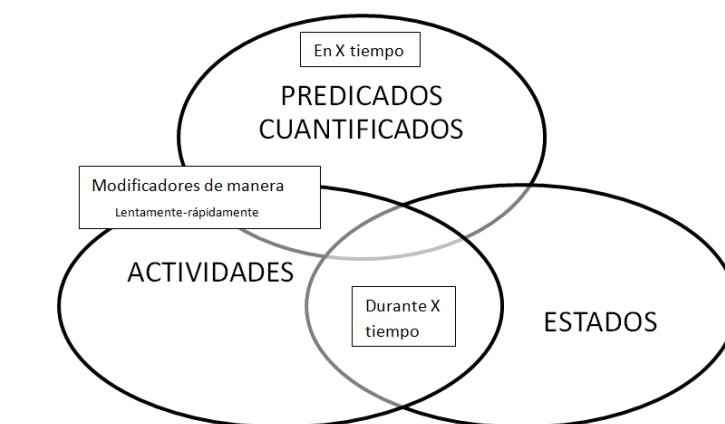 En X tiempo
PREDICADOS
CUANTIFICADOS
Modificadores de manera
Lentamente-rápidamente
ACTIVIDADES
Durante X
tiempo
ESTADOS